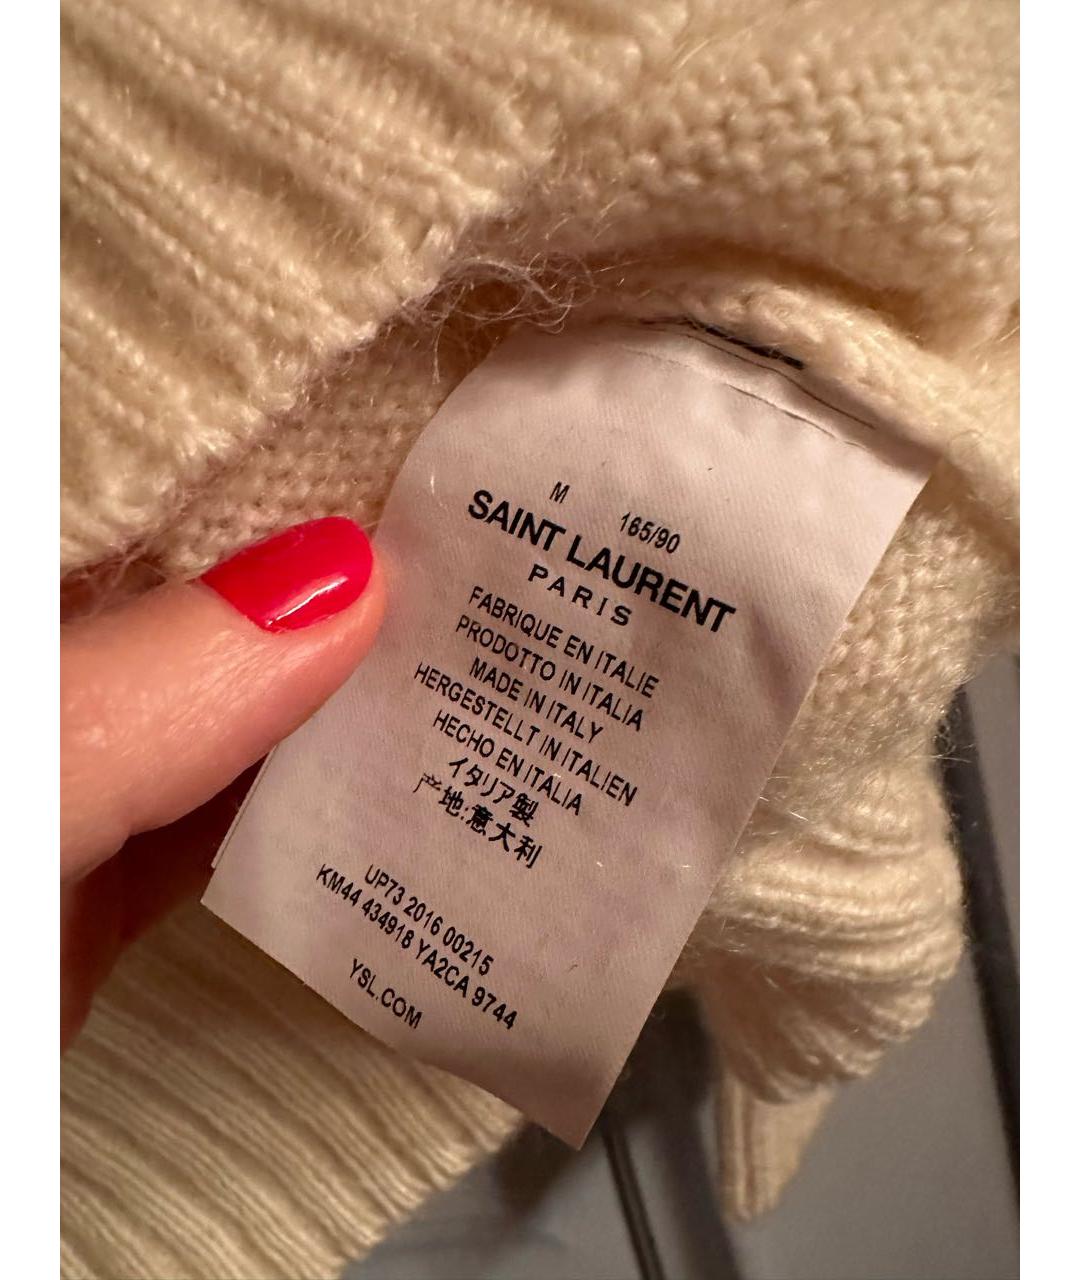 M 165/90
SAINT LAURENT
PARIS
FABRIQUE EN ITALIE
PRODOTTO IN ITALIA
MADE IN ITALY
HERGESTELLT IN ITALIEN
HECHO EN ITALIA
イタリア製
产地:意大利
UP73 2016 00215
KM44 434918 YA2CA 9744
YSL.COM